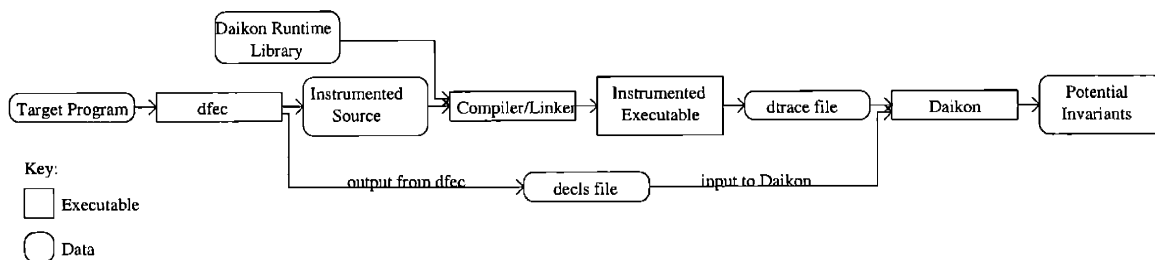 Daikon Runtime
Library
Target Program
dfec
Instrumented
Source
Compiler/Linker
Instrumented
Executable
dtrace file
Daikon
Potential
Invariants
Key:
Executable
Data
output from dfec
decls file
input to Daikon